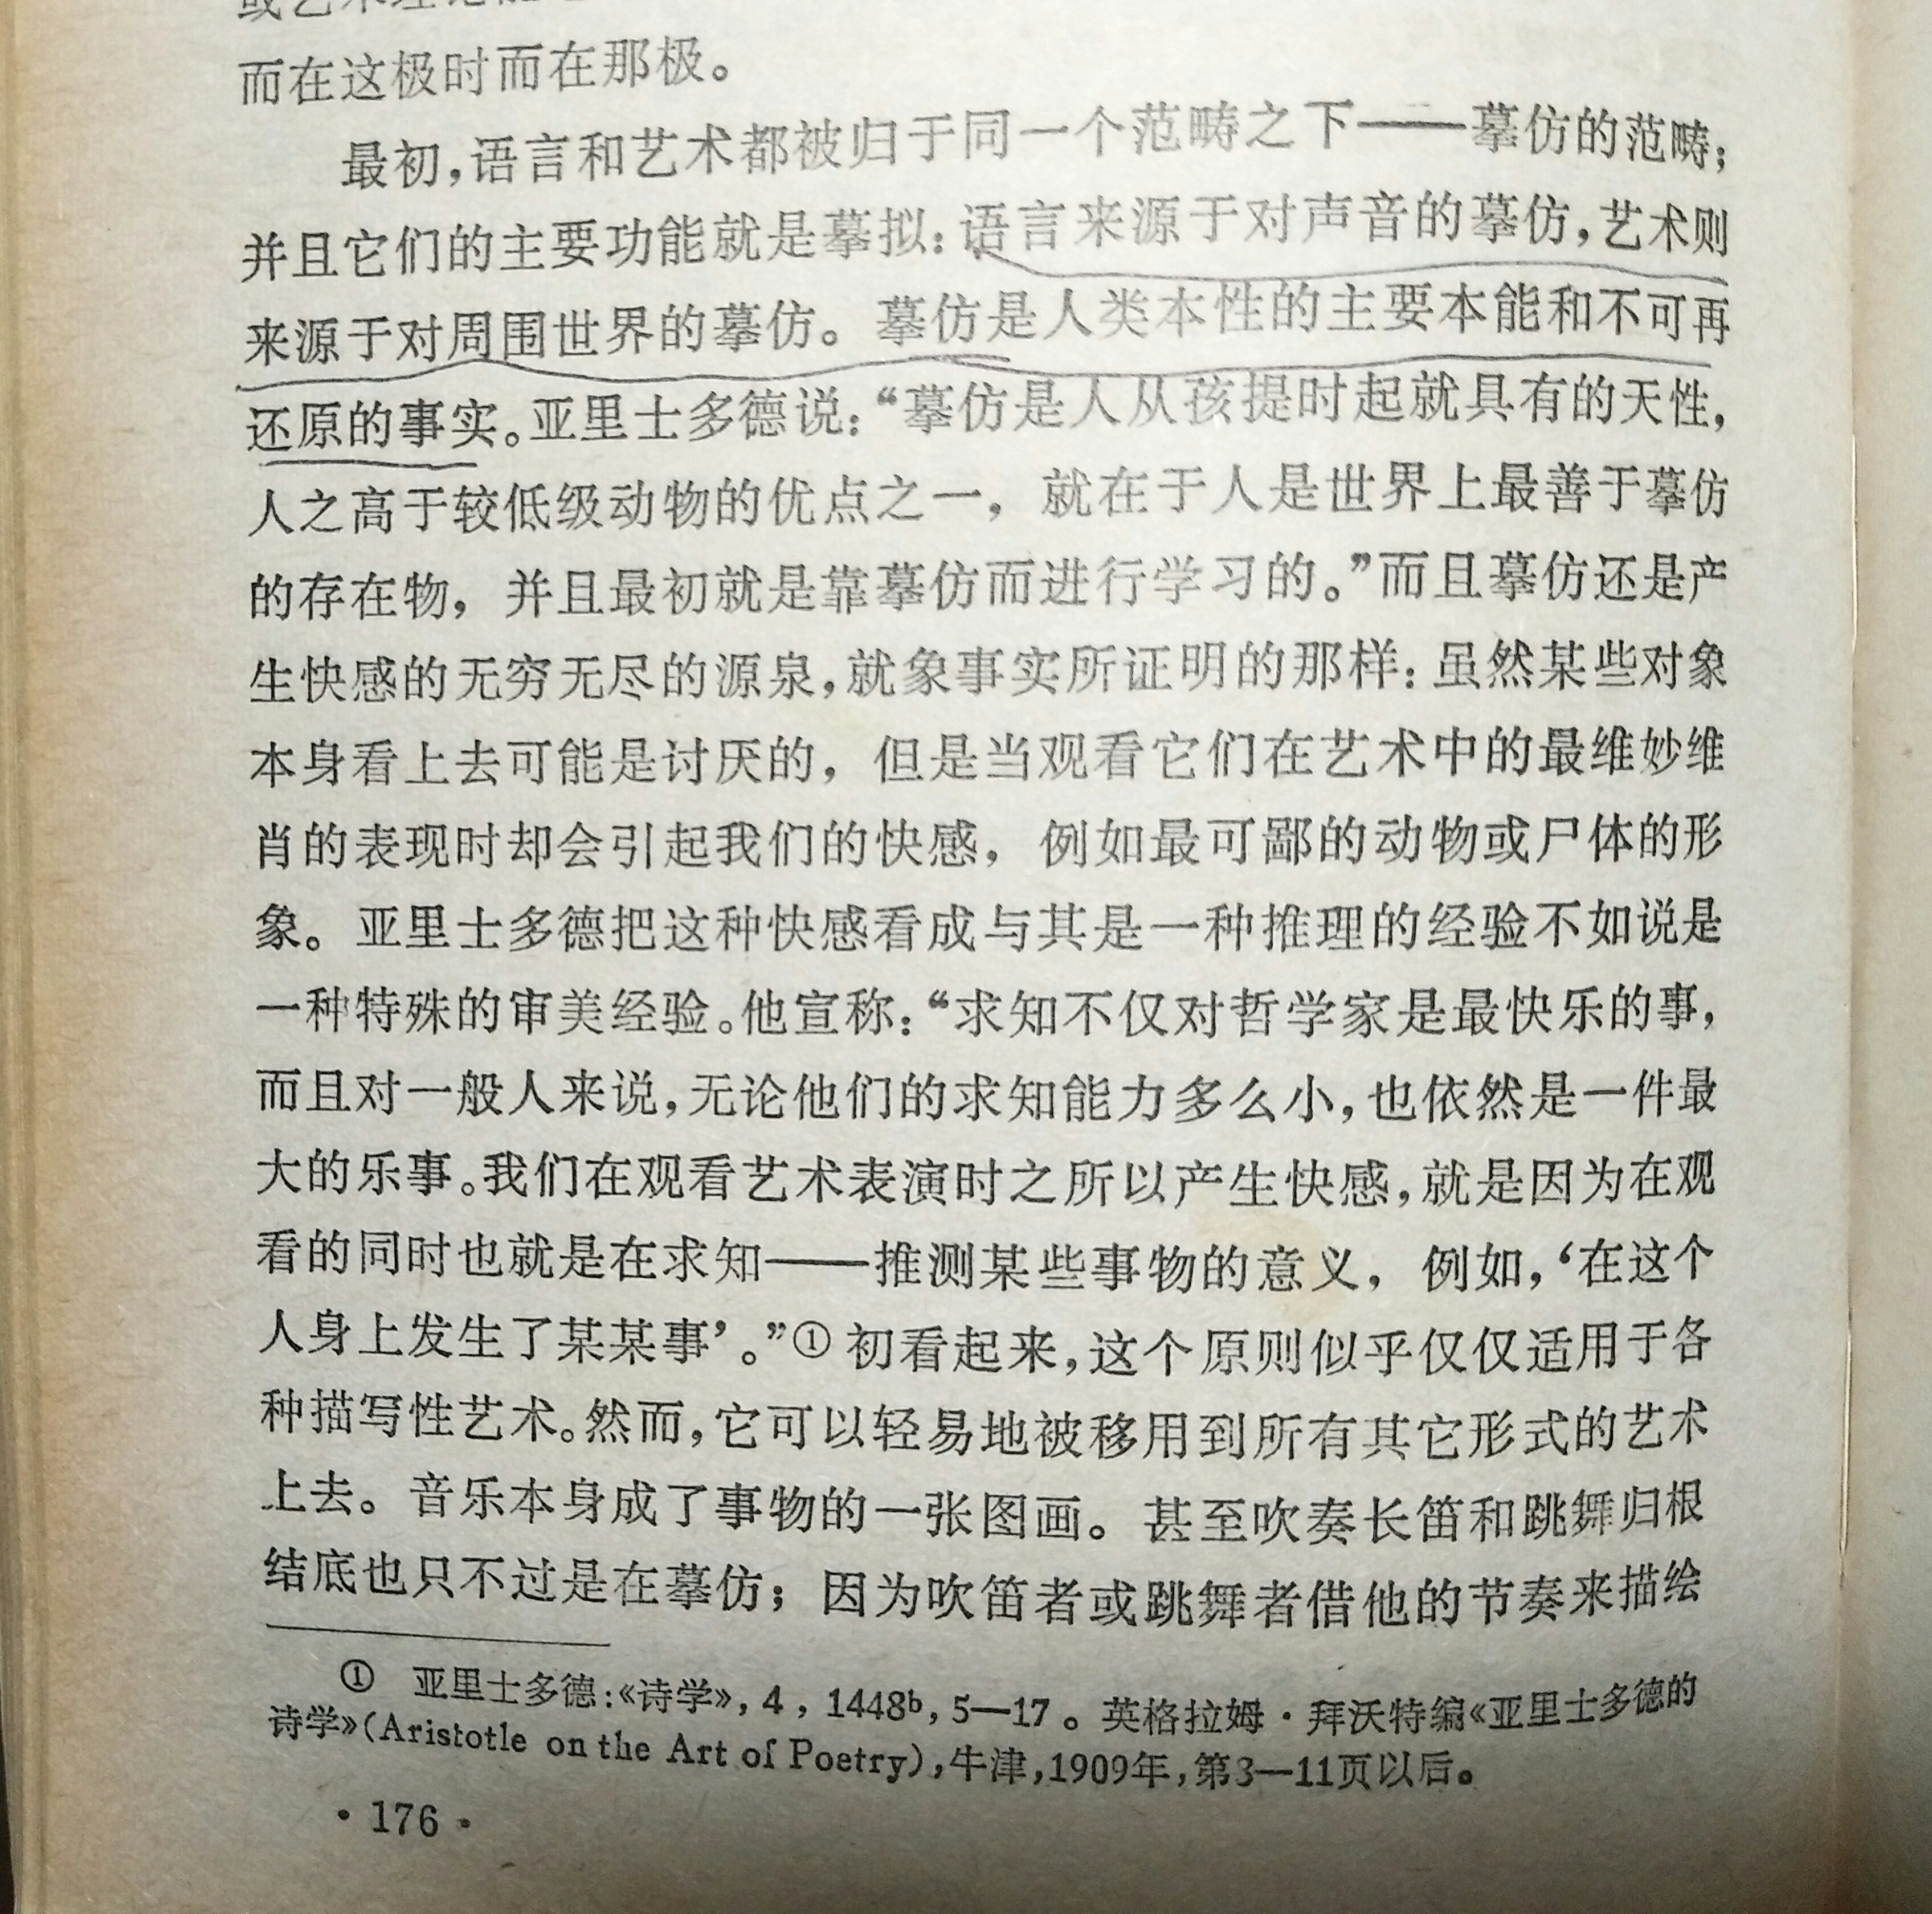 而在这极时而在那极。
最初,语言和艺术都被归于同一个范畴之下——摹仿的范畴;
并且它们的主要功能就是摹拟:语言来源于对声音的摹仿,艺术则
来源于对周围世界的摹仿。摹仿是人类本性的主要本能和不可再
还原的事实。亚里士多德说:“摹仿是人从孩提时起就具有的天性,
人之高于较低级动物的优点之一，就在于人是世界上最善于摹仿
的存在物，并且最初就是靠摹仿而进行学习的。”而且摹仿还是产
生快感的无穷无尽的源泉,就象事实所证明的那样:虽然某些对象
本身看上去可能是讨厌的，但是当观看它们在艺术中的最维妙维
肖的表现时却会引起我们的快感，例如最可鄙的动物或尸体的形
象。亚里士多德把这种快感看成与其是一种推理的经验不如说是
一种特殊的审美经验。他宣称:“求知不仅对哲学家是最快乐的事,
而且对一般人来说,无论他们的求知能力多么小,也依然是一件最
大的乐事。我们在观看艺术表演时之所以产生快感,就是因为在观
看的同时也就是在求知——推测某些事物的意义，例如,‘在这个
人身上发生了某某事’。”①初看起来,这个原则似乎仅仅适用于各
种描写性艺术。然而,它可以轻易地被移用到所有其它形式的艺术
上去。音乐本身成了事物的一张图画。甚至吹奏长笛和跳舞归根
结底也只不过是在摹仿；因为吹笛者或跳舞者借他的节奏来描绘
① 亚里士多德:《诗学》,4，1448b,5—17。英格拉姆·拜沃特编《亚里士多德的
诗学》(Aristotle on the Art of Poetry),牛津,1909年,第3—11页以后。
·176·